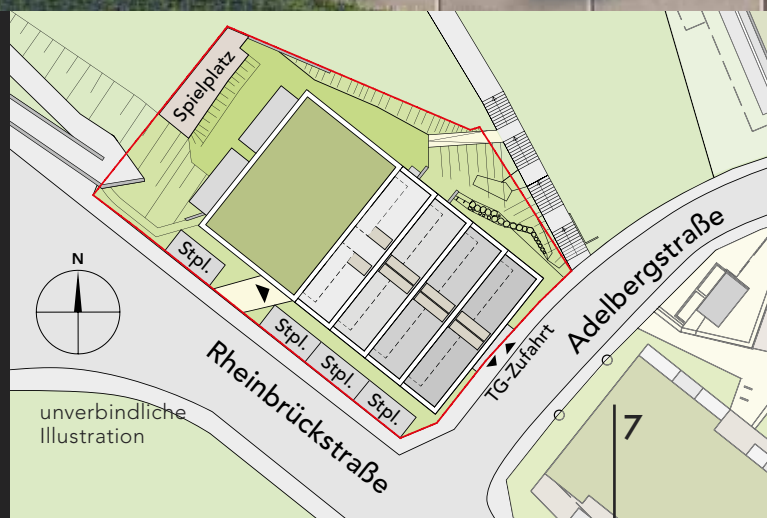 Spielplatz
N
Stpl.
Stpl.
Stpl.
Stpl.
TG-Zufahrt
Adelbergstraße
Rheinbrückstraße
unverbindliche
Illustration
7